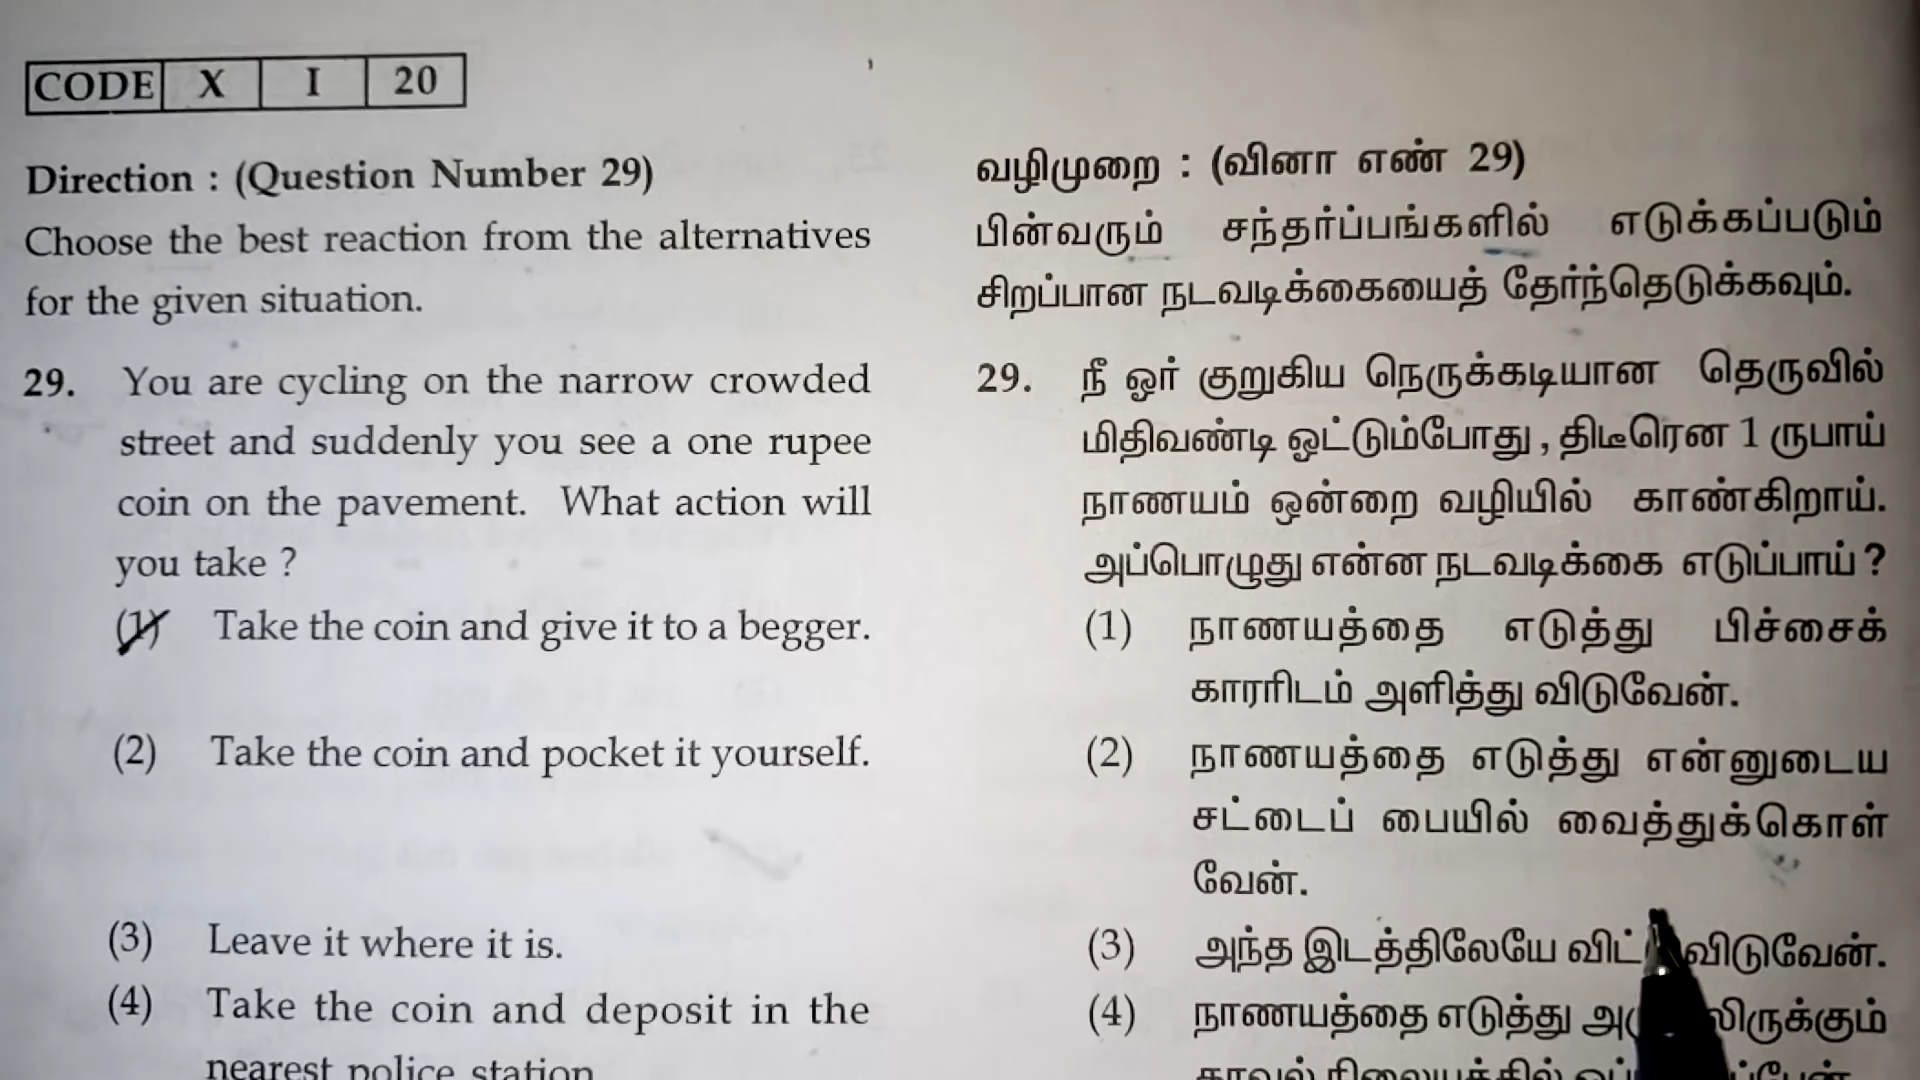 CODE X I 20
Direction : (Question Number 29)
Choose the best reaction from the alternatives
for the given situation.
29. You are cycling on the narrow crowded
street and suddenly you see a one rupee
coin on the pavement. What action will
you take ?
(1) Take the coin and give it to a begger.
(2) Take the coin and pocket it yourself.
(3) Leave it where it is.
(4) Take the coin and deposit in the
nearest police station
வழிமுறை : (வினா எண் 29)
பின்வரும் சந்தர்ப்பங்களில் எடுக்கப்படும்
சிறப்பான நடவடிக்கையைத் தேர்ந்தெடுக்கவும்.
29. நீ ஓர் குறுகிய நெருக்கடியான தெருவில்
மிதிவண்டி ஓட்டும்போது, திடீரென 1 ரூபாய்
நாணயம் ஒன்றை வழியில் காண்கிறாய்.
அப்பொழுது என்ன நடவடிக்கை எடுப்பாய் ?
(1) நாணயத்தை எடுத்து பிச்சைக்
காரரிடம் அளித்து விடுவேன்.
(2) நாணயத்தை எடுத்து என்னுடைய
சட்டைப் பையில் வைத்துக்கொள்
வேன்.
(3) அந்த இடத்திலேயே விடுவேன்.
(4) நாணயத்தை எடுத்து
காவல் நிலையத்தில்